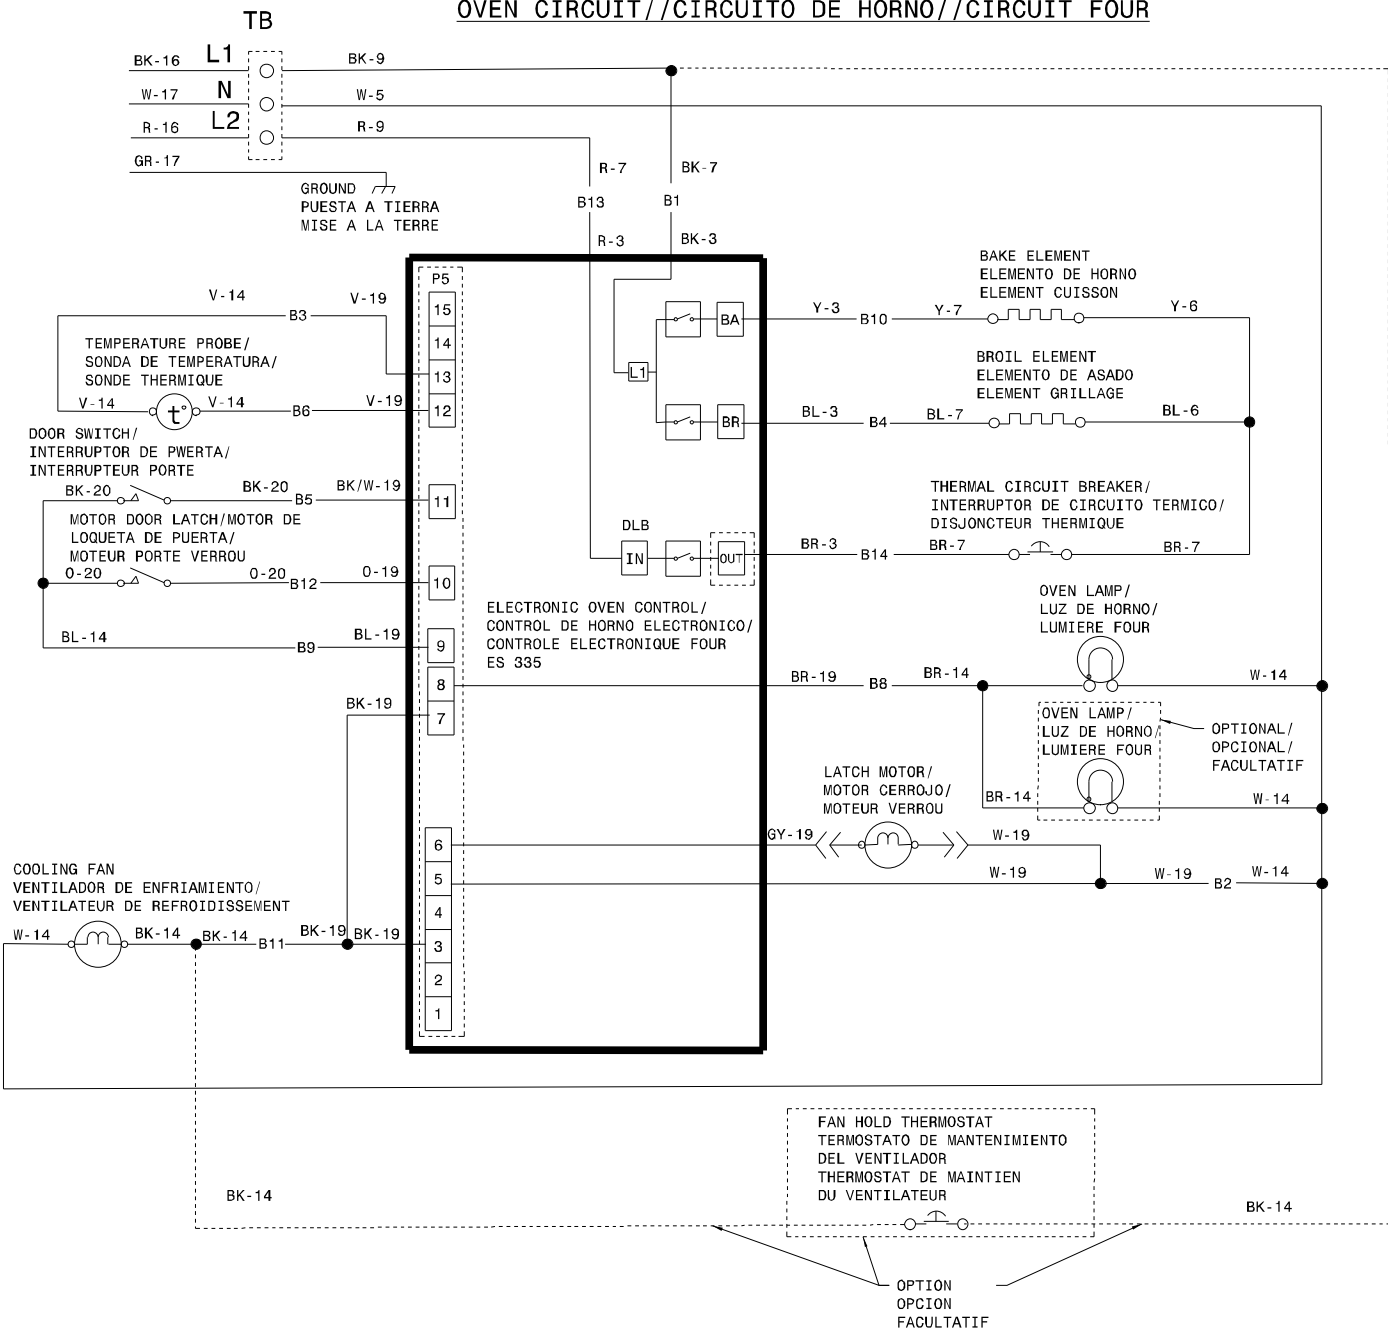 OVEN CIRCUIT//CIRCUITO DE HORNO//CIRCUIT FOUR
TB
BK-16 L1 BK-9
W-17 N W-5
R-16 L2 R-9
GR-17
GROUND
PUESTA A TIERRA
MISE A LA TERRE
R-7 BK-7
B13 B1
R-3 BK-3
P5
15
14
13
12
11
10
9
8
7
6
5
4
3
2
1
V-14 B3 V-19
TEMPERATURE PROBE/
SONDA DE TEMPERATURA/
SONDE THERMIQUE
V-14 t° V-14 B6 V-19
DOOR SWITCH/
INTERRUPTOR DE PWERTA/
INTERRUPTEUR PORTE
BK-20 BK-20 B5 BK/W-19
MOTOR DOOR LATCH/MOTOR DE
LOQUETA DE PUERTA/
MOTEUR PORTE VERROU
O-20 O-20 B12 O-19
BL-14 B9 BL-19
BK-19
COOLING FAN
VENTILADOR DE ENFRIAMIENTO/
VENTILATEUR DE REFROIDISSEMENT
W-14 BK-14 BK-14 B11 BK-19 BK-19
L1
BA
BR
DLB
IN OUT
ELECTRONIC OVEN CONTROL/
CONTROL DE HORNO ELECTRONICO/
CONTROLE ELECTRONIQUE FOUR
ES 335
BAKE ELEMENT
ELEMENTO DE HORNO
ELEMENT CUISSON
Y-3 B10 Y-7 Y-6
BROIL ELEMENT
ELEMENTO DE ASADO
ELEMENT GRILLAGE
BL-3 B4 BL-7 BL-6
THERMAL CIRCUIT BREAKER/
INTERRUPTOR DE CIRCUITO TERMICO/
DISJONCTEUR THERMIQUE
BR-3 B14 BR-7 BR-7
OVEN LAMP/
LUZ DE HORNO/
LUMIERE FOUR
BR-19 B8 BR-14 W-14
OVEN LAMP/
LUZ DE HORNO/
LUMIERE FOUR
OPTIONAL/
OPCIONAL/
FACULTATIF
BR-14 W-14
LATCH MOTOR/
MOTOR CERROJO/
MOTEUR VERROU
GY-19 W-19
W-19 W-19 B2 W-14
FAN HOLD THERMOSTAT
TERMOSTATO DE MANTENIMIENTO
DEL VENTILADOR
THERMOSTAT DE MAINTIEN
DU VENTILATEUR
BK-14 BK-14
OPTION
OPCION
FACULTATIF